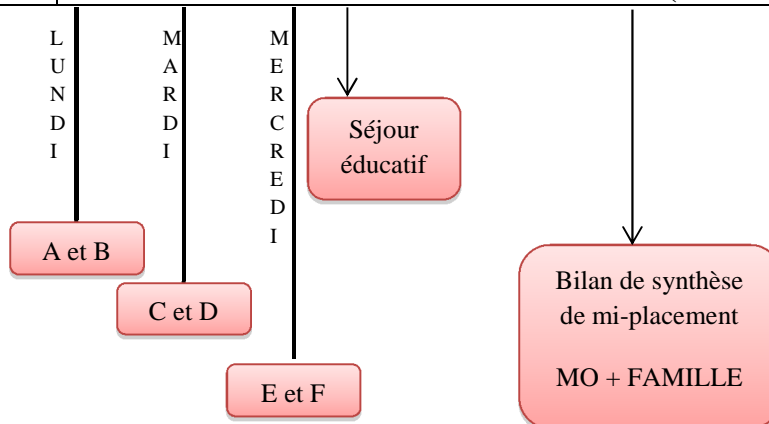 LUNDI
MARDI
MERCREDI
Séjour
éducatif
A et B
C et D
E et F
Bilan de synthèse
de mi-placement
MO + FAMILLE